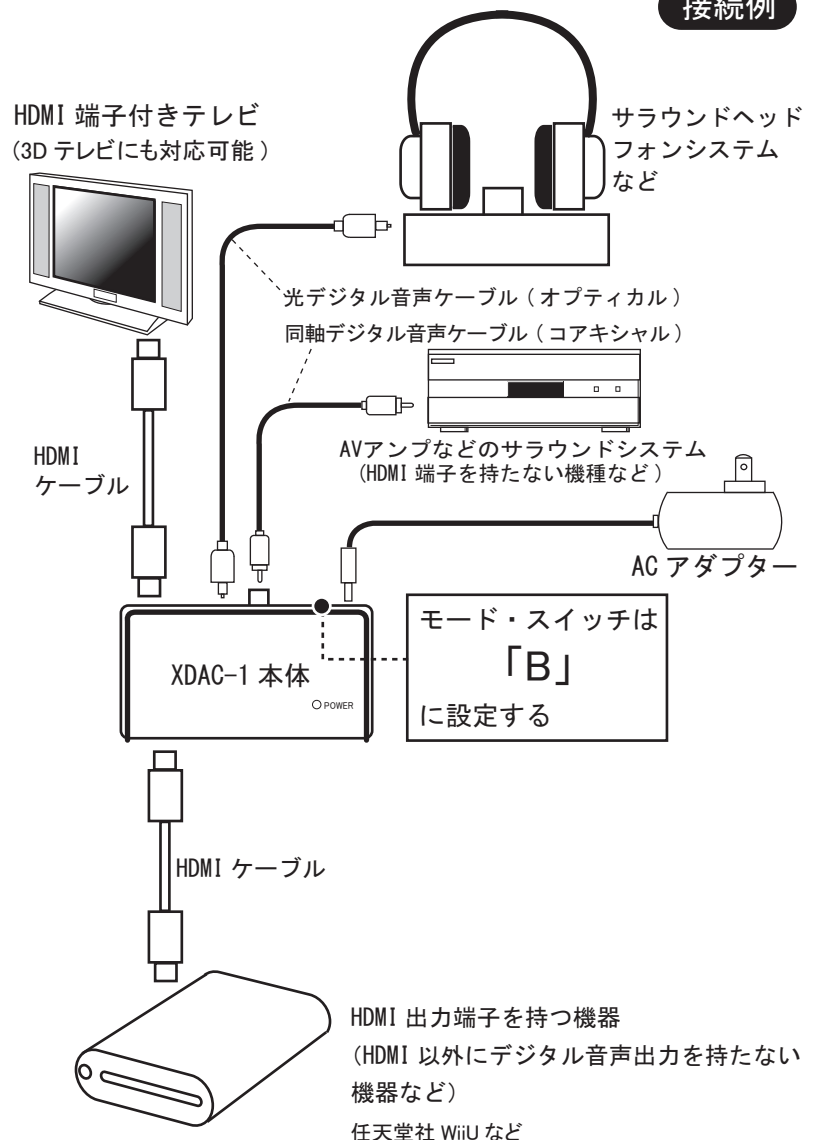 接続例
HDMI 端子付きテレビ
(3D テレビにも対応可能 )
サラウンドヘッド
フォンシステム
など
光デジタル音声ケーブル ( オプティカル )
同軸デジタル音声ケーブル ( コアキシャル )
HDMI
ケーブル
AVアンプなどのサラウンドシステム
(HDMI 端子を持たない機種など )
AC アダプター
モード・スイッチは
「B」
に設定する
XDAC-1 本体
POWER
HDMI ケーブル
HDMI 出力端子を持つ機器
(HDMI 以外にデジタル音声出力を持たない
機器など)
任天堂社 WiiU など